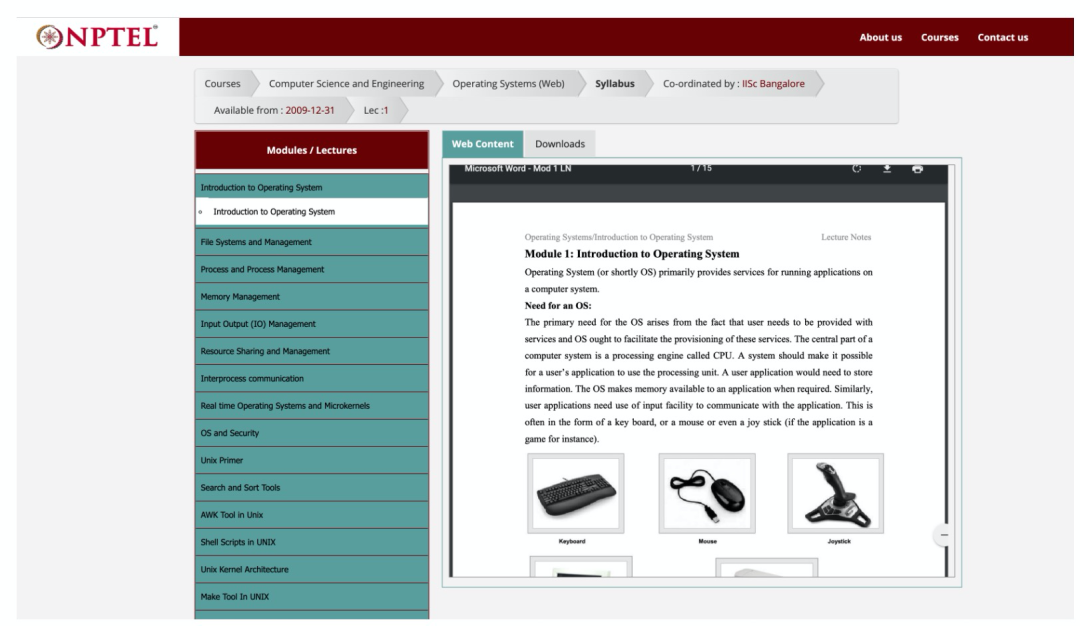 NPTEL
About us Courses Contact us
Courses Computer Science and Engineering Operating Systems (Web) Syllabus Co-ordinated by : IISc Bangalore
Available from : 2009-12-31 Lec :1
Modules / Lectures
Introduction to Operating System
Introduction to Operating System
File Systems and Management
Process and Process Management
Memory Management
Input Output (IO) Management
Resource Sharing and Management
Interprocess communication
Real time Operating Systems and Microkernels
OS and Security
Unix Primer
Search and Sort Tools
AWK Tool in Unix
Shell Scripts in UNIX
Unix Kernel Architecture
Make Tool In UNIX
Web Content Downloads
Microsoft Word - Mod 1 LN 1 / 15
Operating Systems/Introduction to Operating System Lecture Notes
Module 1: Introduction to Operating System
Operating System (or shortly OS) primarily provides services for running applications on
a computer system.
Need for an OS:
The primary need for the OS arises from the fact that user needs to be provided with
services and OS ought to facilitate the provisioning of these services. The central part of a
computer system is a processing engine called CPU. A system should make it possible
for a user's application to use the processing unit. A user application would need to store
information. The OS makes memory available to an application when required. Similarly,
user applications need use of input facility to communicate with the application. This is
often in the form of a key board, or a mouse or even a joy stick (if the application is a
game for instance).
Keyboard Mouse Joystick